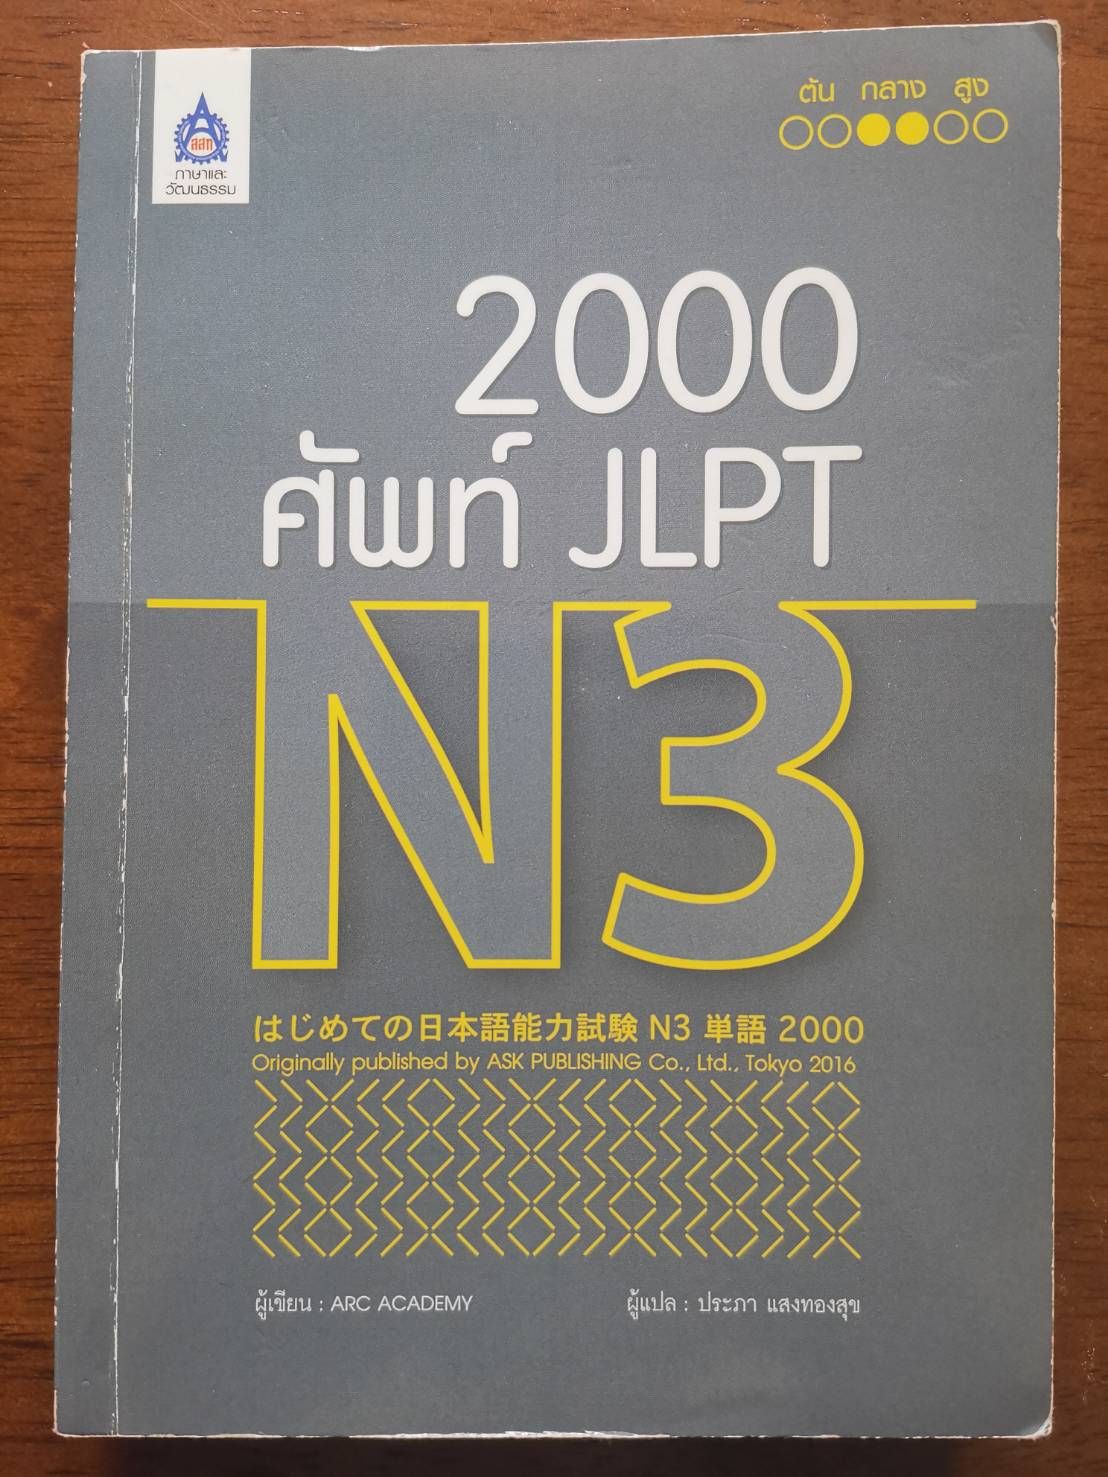 ต้น กลาง สูง
สสท
ภาษาและ
วัฒนธรรม
2000
ศัพท์ JLPT
N3
はじめての日本語能力試験 N3 単語 2000
Originally published by ASK PUBLISHING Co., Ltd., Tokyo 2016
ผู้เขียน : ARC ACADEMY
ผู้แปล : ประภา แสงทองสุข